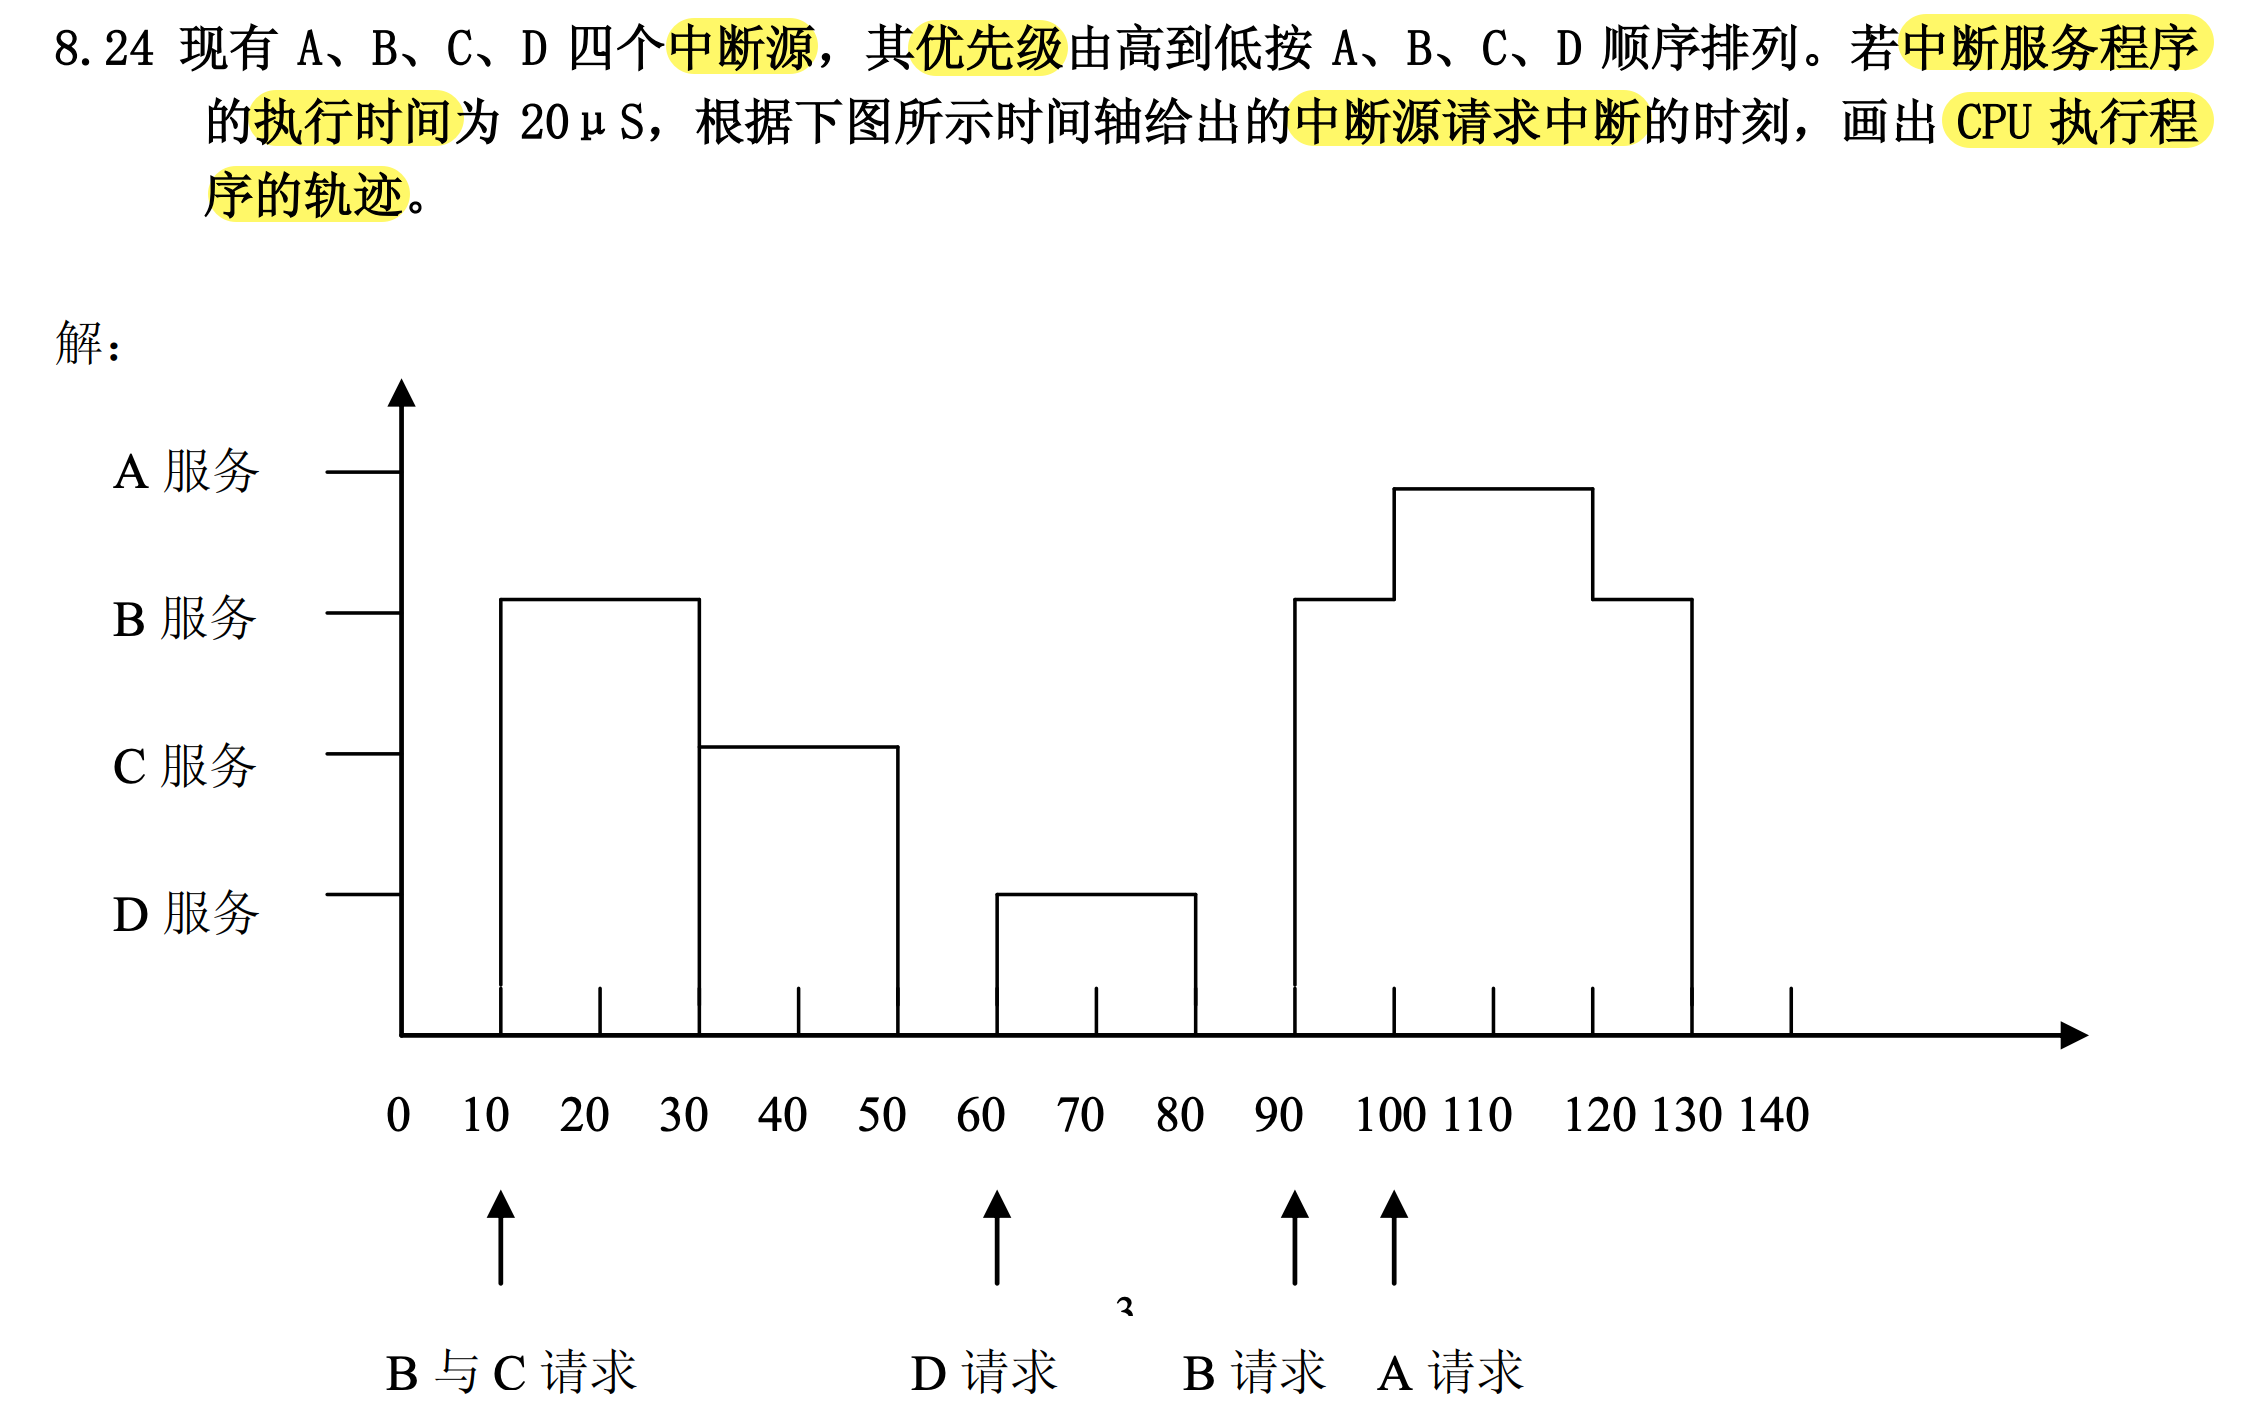 8.24 现有 A、B、C、D 四个中断源，其优先级由高到低按 A、B、C、D 顺序排列。若中断服务程序
的执行时间为 20μS，根据下图所示时间轴给出的中断源请求中断的时刻，画出 CPU 执行程
序的轨迹。
解：
A 服务
B 服务
C 服务
D 服务
0 10 20 30 40 50 60 70 80 90 100 110 120 130 140
3
B 与 C 请求 D 请求 B 请求 A 请求